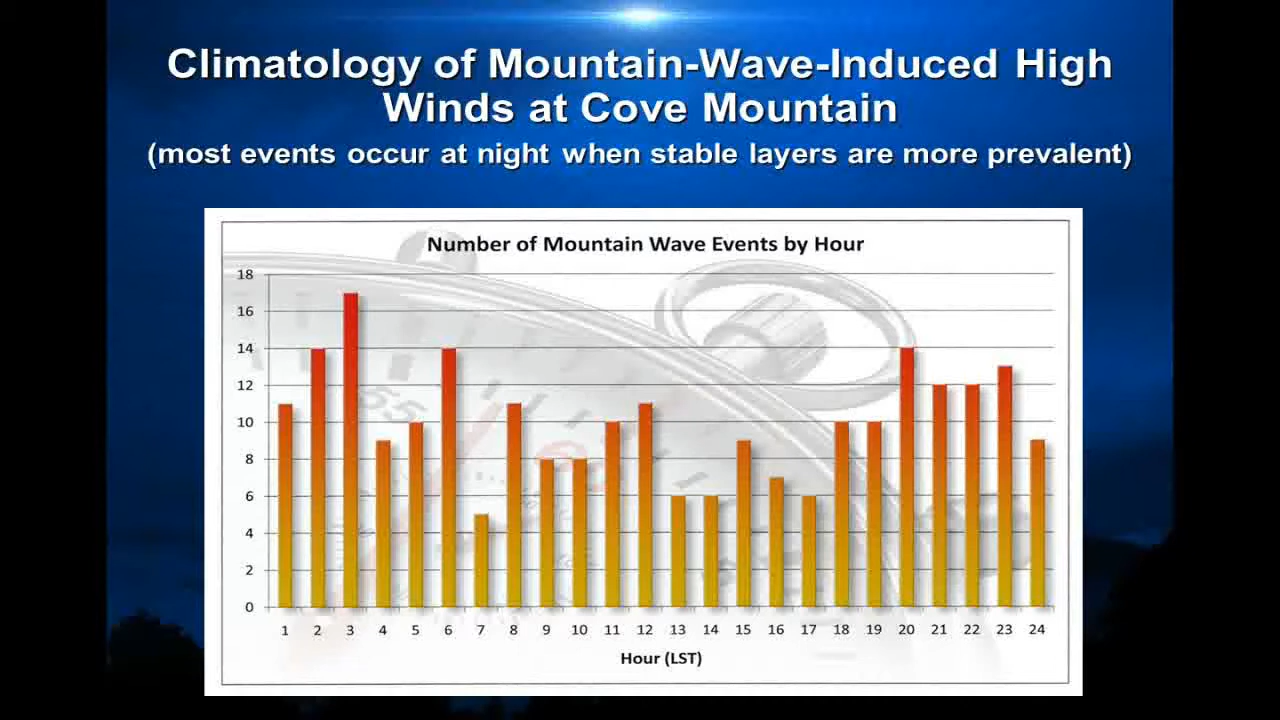 Climatology of Mountain-Wave-Induced High
Winds at Cove Mountain
(most events occur at night when stable layers are more prevalent)
Number of Mountain Wave Events by Hour
18
16
14
12
10
8
6
4
2
0
1 2 3 4 5 6 7 8 9 10 11 12 13 14 15 16 17 18 19 20 21 22 23 24
Hour (LST)
65